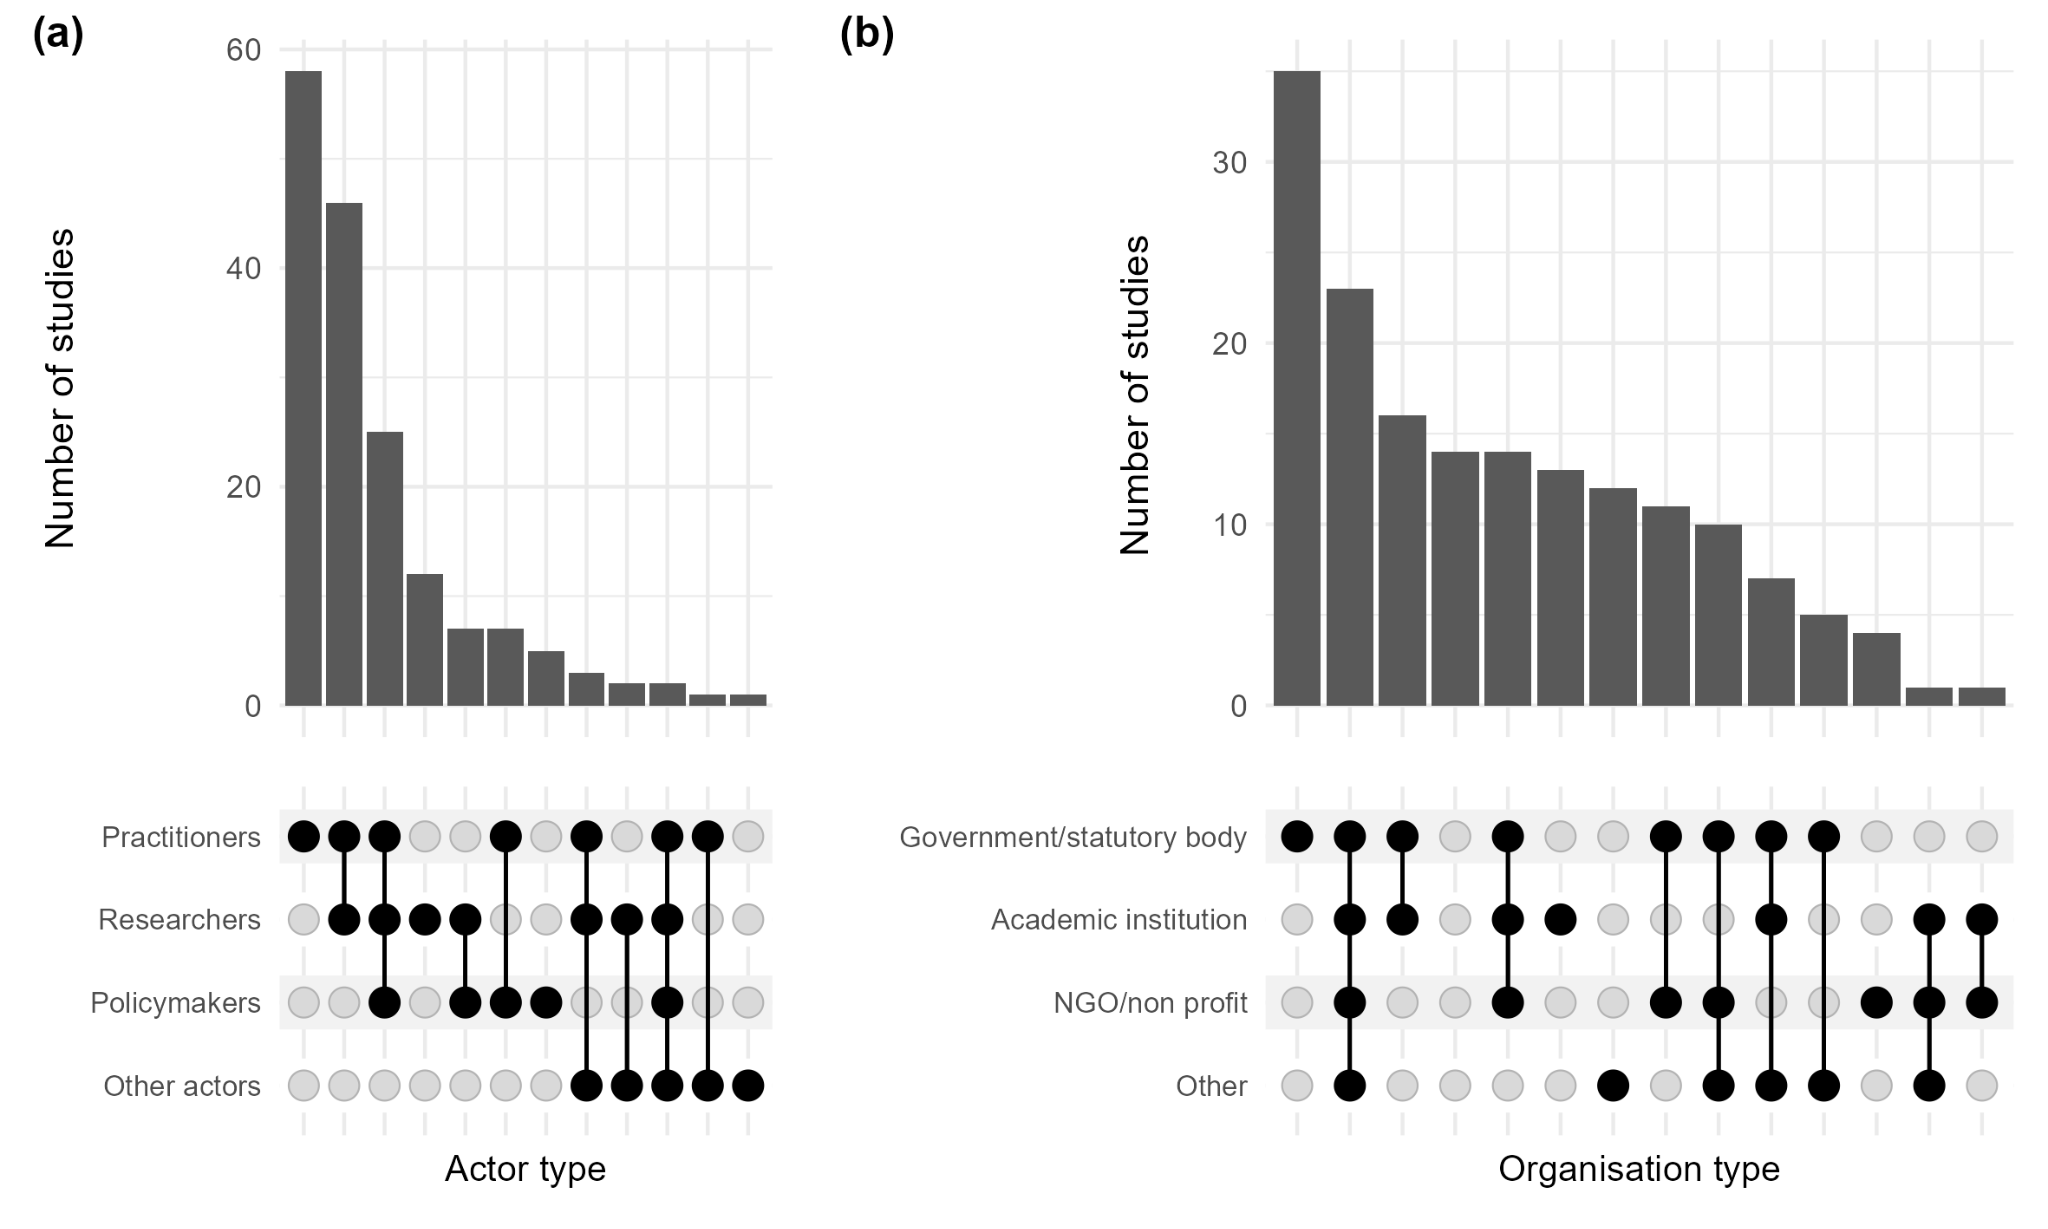 (a)
60
40
20
0
Number of studies
Practitioners
Researchers
Policymakers
Other actors
Actor type
(b)
30
20
10
0
Number of studies
Government/statutory body
Academic institution
NGO/non profit
Other
Organisation type